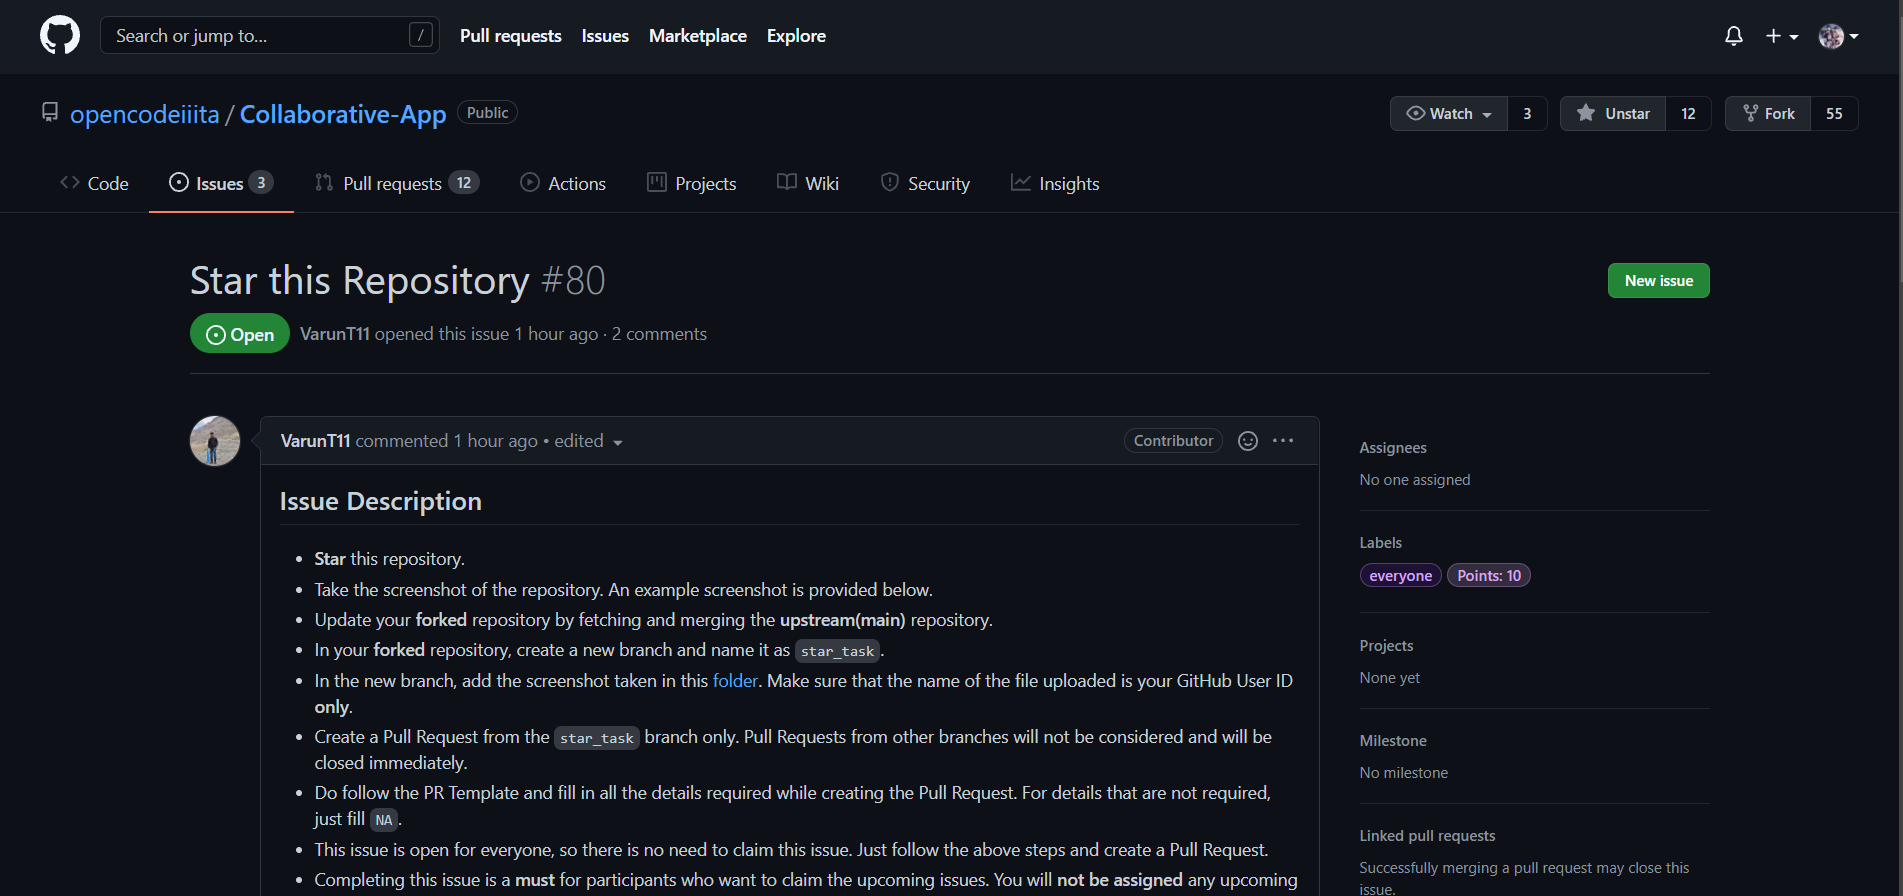 Search or jump to... /
Pull requests Issues Marketplace Explore
opencodeiiita / Collaborative-App Public
Watch 3 Unstar 12 Fork 55
Code Issues 3 Pull requests 12 Actions Projects Wiki Security Insights
Star this Repository #80
New issue
Open VarunT11 opened this issue 1 hour ago · 2 comments
VarunT11 commented 1 hour ago • edited Contributor
Issue Description
• Star this repository.
• Take the screenshot of the repository. An example screenshot is provided below.
• Update your forked repository by fetching and merging the upstream(main) repository.
• In your forked repository, create a new branch and name it as star_task.
• In the new branch, add the screenshot taken in this folder. Make sure that the name of the file uploaded is your GitHub User ID
only.
• Create a Pull Request from the star_task branch only. Pull Requests from other branches will not be considered and will be
closed immediately.
• Do follow the PR Template and fill in all the details required while creating the Pull Request. For details that are not required,
just fill NA.
• This issue is open for everyone, so there is no need to claim this issue. Just follow the above steps and create a Pull Request.
• Completing this issue is a must for participants who want to claim the upcoming issues. You will not be assigned any upcoming
Assignees
No one assigned
Labels
everyone Points: 10
Projects
None yet
Milestone
No milestone
Linked pull requests
Successfully merging a pull request may close this
issue.